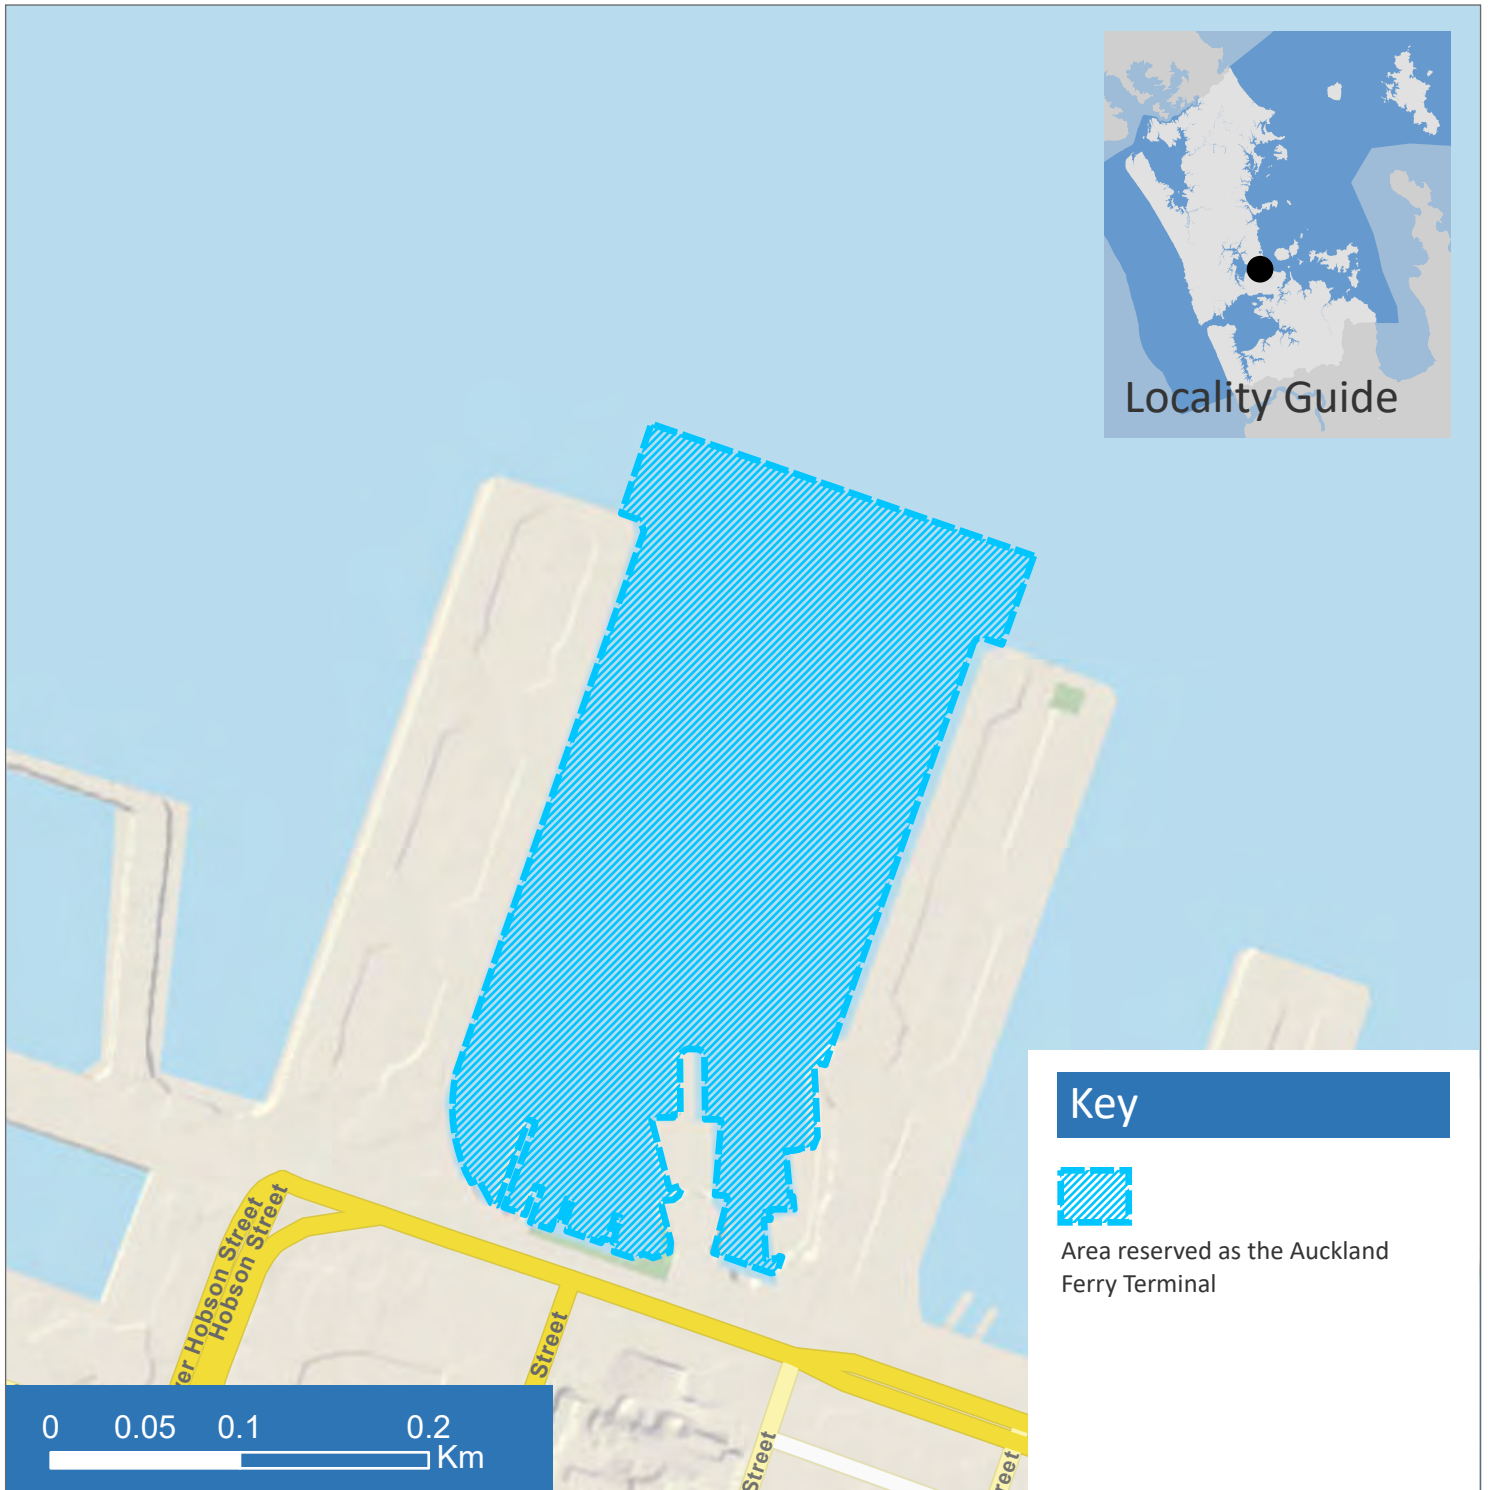 Locality Guide
Key
Area reserved as the Auckland
Ferry Terminal
Hobson Street
Hobson Street
Street
Street
0 0.05 0.1 0.2
Km